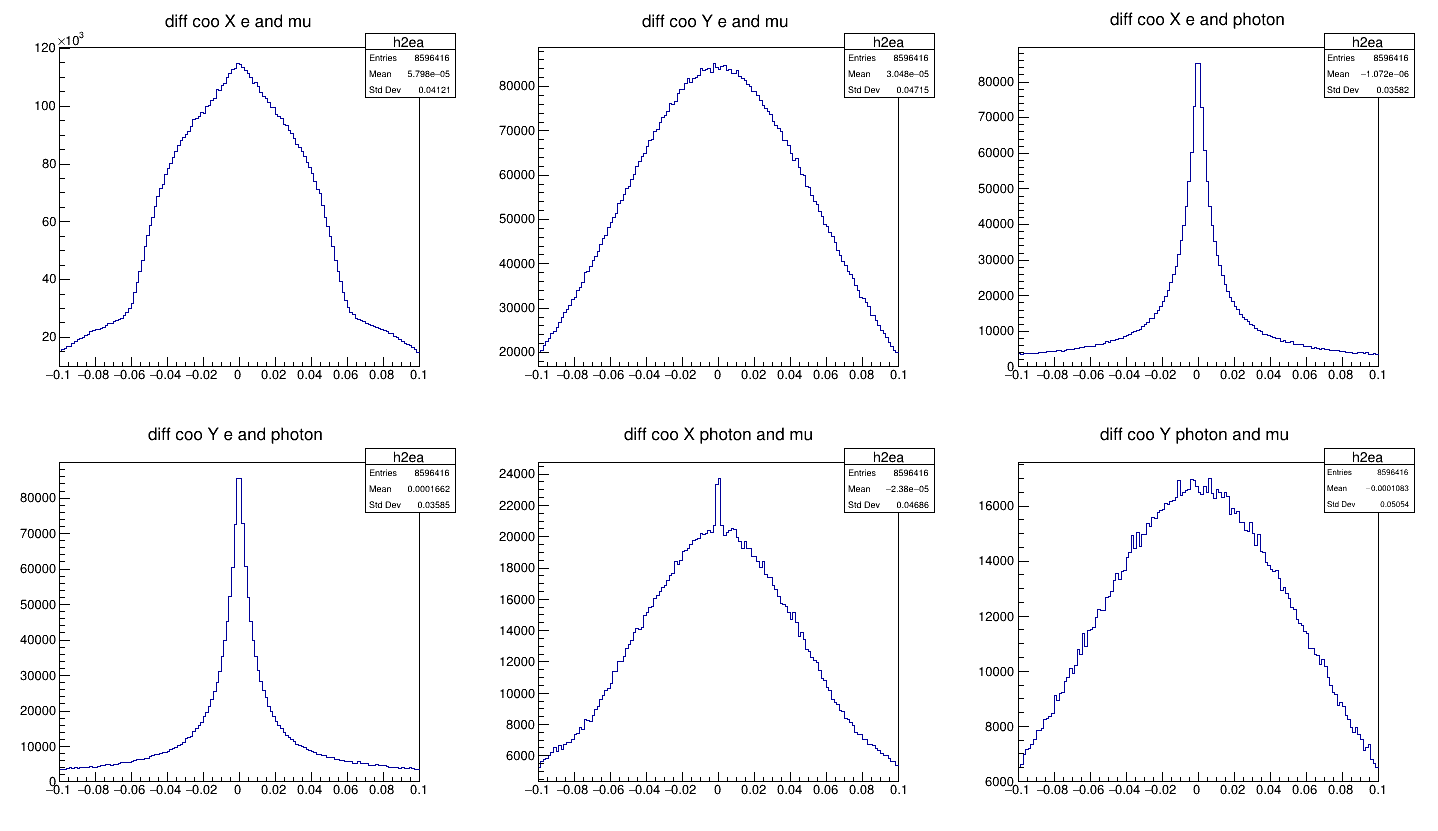 diff coo X e and mu
×10³
h2ea
Entries 8596416
Mean 5.798e−05
Std Dev 0.04121
120
100
80
60
40
20
−0.1 −0.08 −0.06 −0.04 −0.02 0 0.02 0.04 0.06 0.08 0.1
diff coo Y e and mu
h2ea
Entries 8596416
Mean 3.048e−05
Std Dev 0.04715
80000
70000
60000
50000
40000
30000
20000
−0.1 −0.08 −0.06 −0.04 −0.02 0 0.02 0.04 0.06 0.08 0.1
diff coo X e and photon
h2ea
Entries 8596416
Mean −1.072e−06
Std Dev 0.03582
80000
70000
60000
50000
40000
30000
20000
10000
0
−0.1 −0.08 −0.06 −0.04 −0.02 0 0.02 0.04 0.06 0.08 0.1
diff coo Y e and photon
h2ea
Entries 8596416
Mean 0.0001662
Std Dev 0.03585
80000
70000
60000
50000
40000
30000
20000
10000
0
−0.1 −0.08 −0.06 −0.04 −0.02 0 0.02 0.04 0.06 0.08 0.1
diff coo X photon and mu
h2ea
Entries 8596416
Mean −2.38e−05
Std Dev 0.04686
24000
22000
20000
18000
16000
14000
12000
10000
8000
6000
−0.1 −0.08 −0.06 −0.04 −0.02 0 0.02 0.04 0.06 0.08 0.1
diff coo Y photon and mu
h2ea
Entries 8596416
Mean −0.0001083
Std Dev 0.05054
16000
14000
12000
10000
8000
6000
−0.1 −0.08 −0.06 −0.04 −0.02 0 0.02 0.04 0.06 0.08 0.1